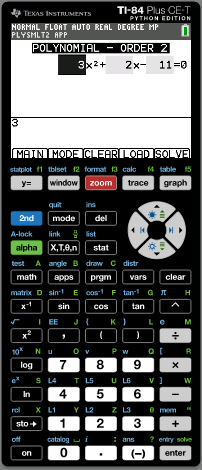 TEXAS INSTRUMENTS TI-84 Plus CE-T
PYTHON EDITION
NORMAL FLOAT AUTO REAL DEGREE MP
PLYSMLT2 APP
POLYNOMIAL - ORDER 2
3x²+ 2x- 11=0
3
MAIN MODE CLEAR LOAD SOLVE
statplot f1 tblset f2 format f3 calc f4 table f5
y= window zoom trace graph
quit ins
2nd mode del
A-lock link list
alpha X,T,θ,n stat
test A angle B draw C distr
math apps prgm vars clear
matrix D sin⁻¹ E cos⁻¹ F tan⁻¹ G π H
x⁻¹ sin cos tan ^
√ I EE J { K } L e M
x² , ( ) ÷
10ˣ N u O v P w Q [ R
log 7 8 9 ×
eˣ S L4 T L5 U L6 V ] W
ln 4 5 6 −
rcl X L1 Y L2 Z L3 θ mem "
sto→ 1 2 3 +
off catalog i : ans ? entry solve
on 0 . (−) enter